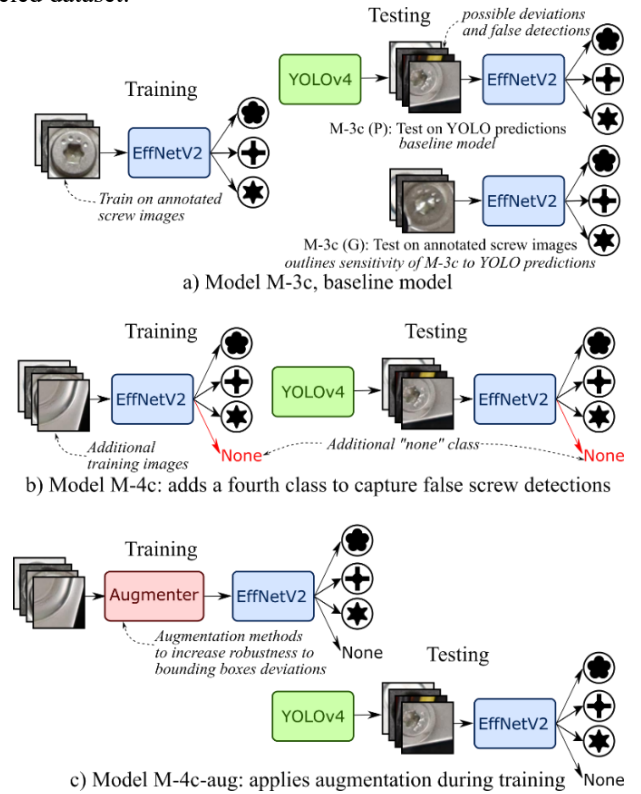 eled dataset.
Testing
possible deviations
and false detections
YOLOv4
EffNetV2
Training
M-3c (P): Test on YOLO predictions
baseline model
EffNetV2
Train on annotated
screw images
EffNetV2
M-3c (G): Test on annotated screw images
outlines sensitivity of M-3c to YOLO predictions
a) Model M-3c, baseline model
Training
Testing
EffNetV2
YOLOv4
EffNetV2
Additional
training images
None
Additional "none" class
None
b) Model M-4c: adds a fourth class to capture false screw detections
Training
Augmenter
EffNetV2
Augmentation methods
to increase robustness to
bounding boxes deviations
None
Testing
YOLOv4
EffNetV2
c) Model M-4c-aug: applies augmentation during training
None